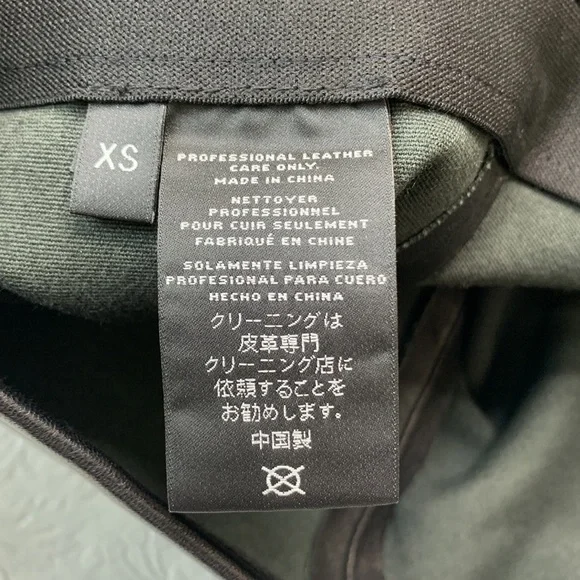 XS
PROFESSIONAL LEATHER
CARE ONLY.
MADE IN CHINA
NETTOYER
PROFESSIONNEL
POUR CUIR SEULEMENT
FABRIQUÉ EN CHINE
SOLAMENTE LIMPIEZA
PROFESIONAL PARA CUERO
HECHO EN CHINA
クリーニングは
皮革専門
クリーニング店に
依頼することを
お勧めします。
中国製